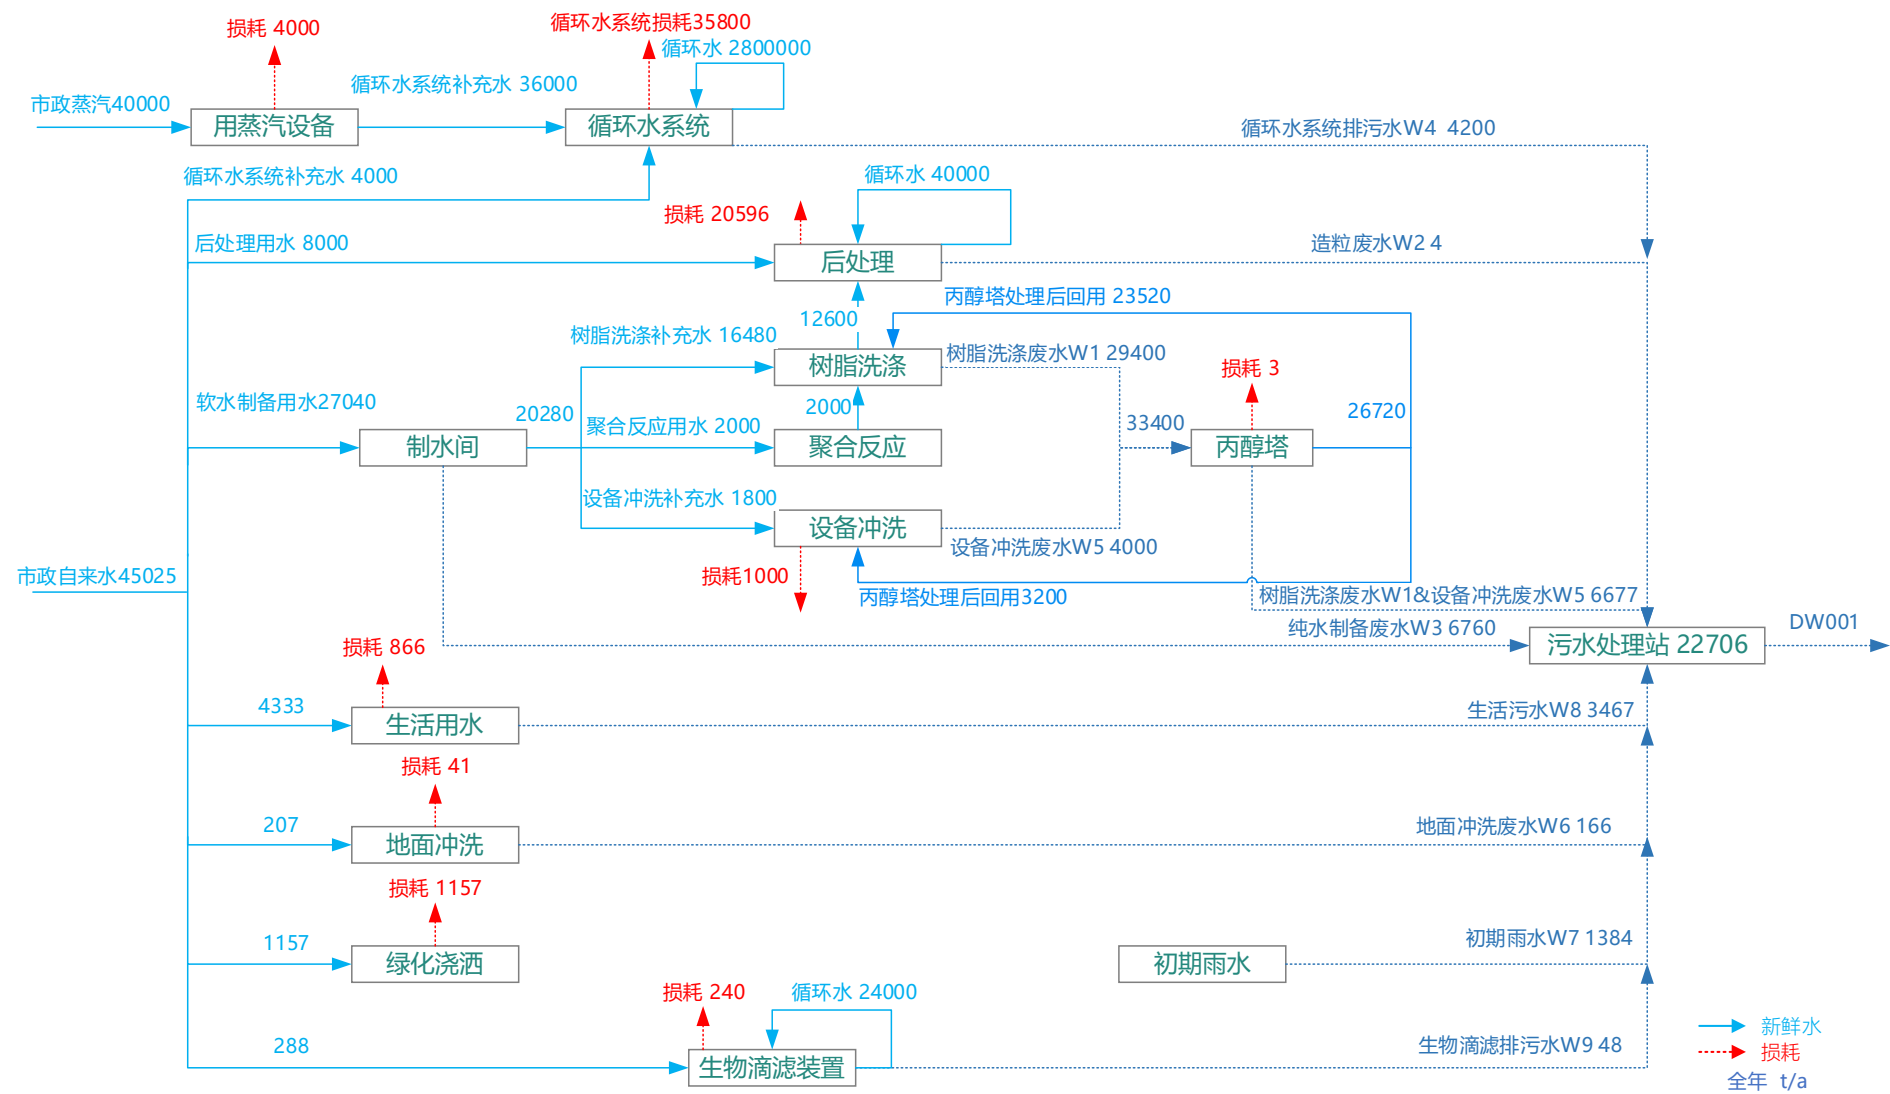 损耗 4000
循环水系统损耗35800
循环水 2800000
市政蒸汽40000
循环水系统补充水 36000
用蒸汽设备
循环水系统
循环水系统排污水W4 4200
循环水系统补充水 4000
循环水 40000
损耗 20596
后处理用水 8000
后处理
造粒废水W2 4
丙醇塔处理后回用 23520
12600
树脂洗涤补充水 16480
树脂洗涤
树脂洗涤废水W1 29400
损耗 3
软水制备用水27040
20280
2000
聚合反应用水 2000
26720
33400
制水间
聚合反应
丙醇塔
设备冲洗补充水 1800
设备冲洗
设备冲洗废水W5 4000
市政自来水45025
损耗1000
丙醇塔处理后回用3200
树脂洗涤废水W1&设备冲洗废水W5 6677
纯水制备废水W3 6760
DW001
污水处理站 22706
损耗 866
4333
生活用水
生活污水W8 3467
损耗 41
207
地面冲洗
地面冲洗废水W6 166
损耗 1157
1157
绿化浇洒
初期雨水
初期雨水W7 1384
损耗 240
循环水 24000
288
生物滴滤装置
生物滴滤排污水W9 48
新鲜水
损耗
全年 t/a